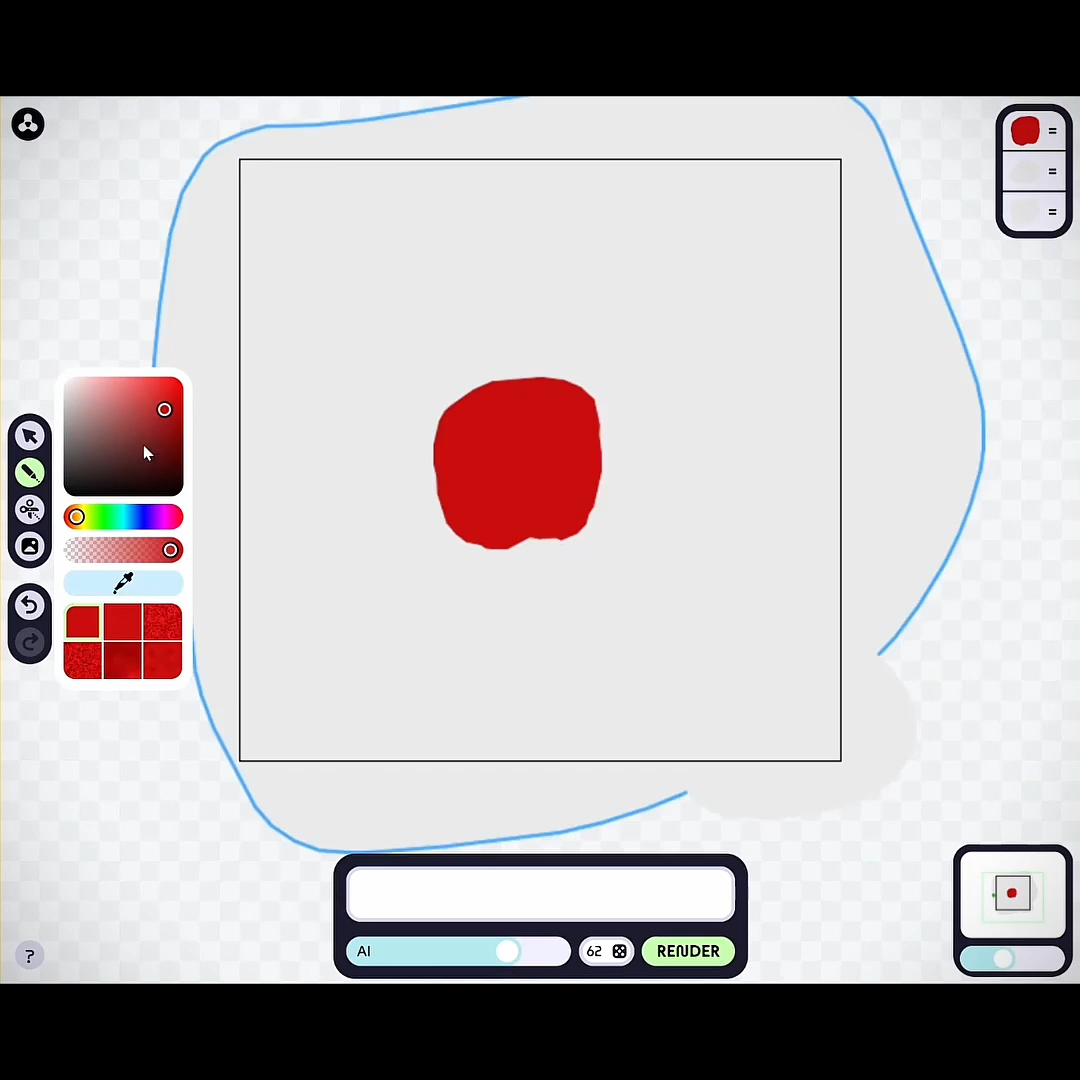 =
=
=
AI
62
RENDER
?